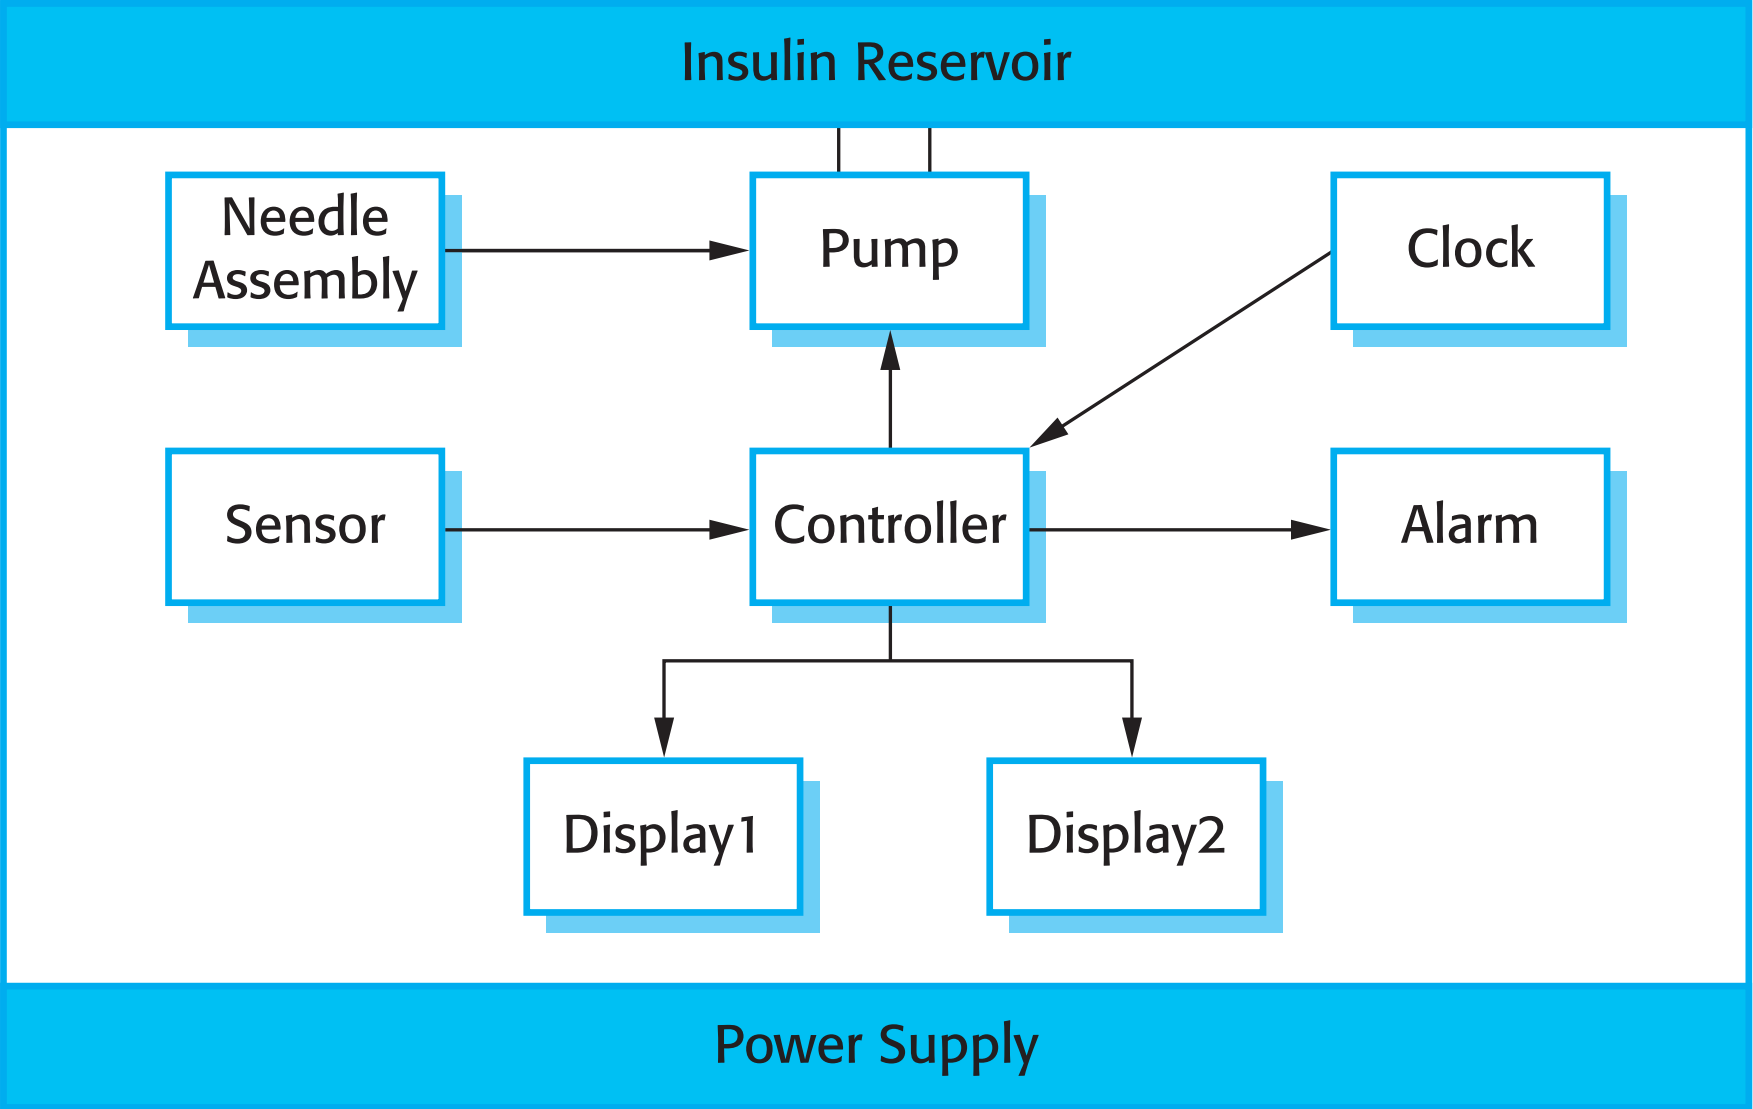 Insulin Reservoir
Needle
Assembly
Pump
Clock
Sensor
Controller
Alarm
Display1
Display2
Power Supply